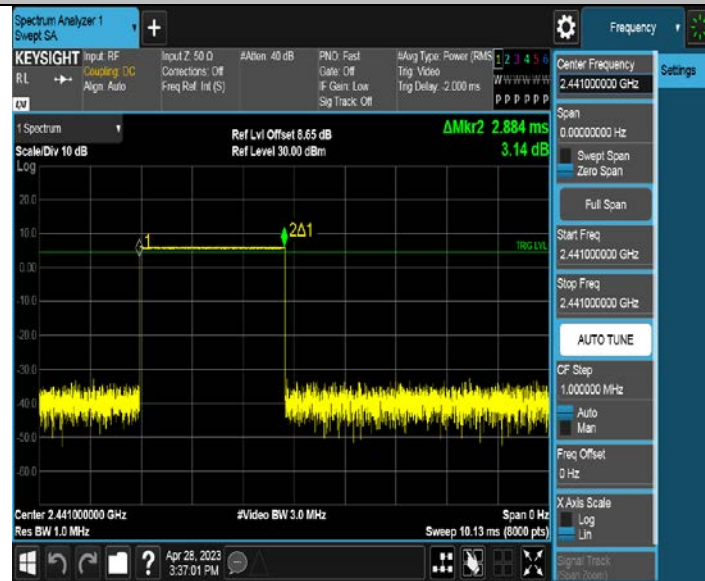 Spectrum Analyzer 1
Swept SA
+
Frequency
KEYSIGHT
RL
Input: RF
Coupling: DC
Align: Auto
Input Z: 50 Ω
Corrections: Off
Freq Ref: Int (S)
#Atten: 40 dB
PNO: Fast
Gate: Off
IF Gain: Low
Sig Track: Off
#Avg Type: Power (RMS
Trig: Video
Trig Delay: -2.000 ms
1 2 3 4 5 6
W W W W W W
P P P P P P
Center Frequency
2.441000000 GHz
Settings
Span
0.00000000 Hz
Swept Span
Zero Span
Full Span
Start Freq
2.441000000 GHz
Stop Freq
2.441000000 GHz
AUTO TUNE
CF Step
1.000000 MHz
Auto
Man
Freq Offset
0 Hz
X Axis Scale
Log
Lin
Signal Track
(Span Zoom)
1 Spectrum
Scale/Div 10 dB
Log
Ref Lvl Offset 8.65 dB
Ref Level 30.00 dBm
ΔMkr2 2.884 ms
3.14 dB
20.0
10.0
0.00
-10.0
-20.0
-30.0
-40.0
-50.0
-60.0
1
2Δ1
TRIG LVL
Center 2.441000000 GHz
Res BW 1.0 MHz
#Video BW 3.0 MHz
Span 0 Hz
Sweep 10.13 ms (8000 pts)
?
Apr 28, 2023
3:37:01 PM